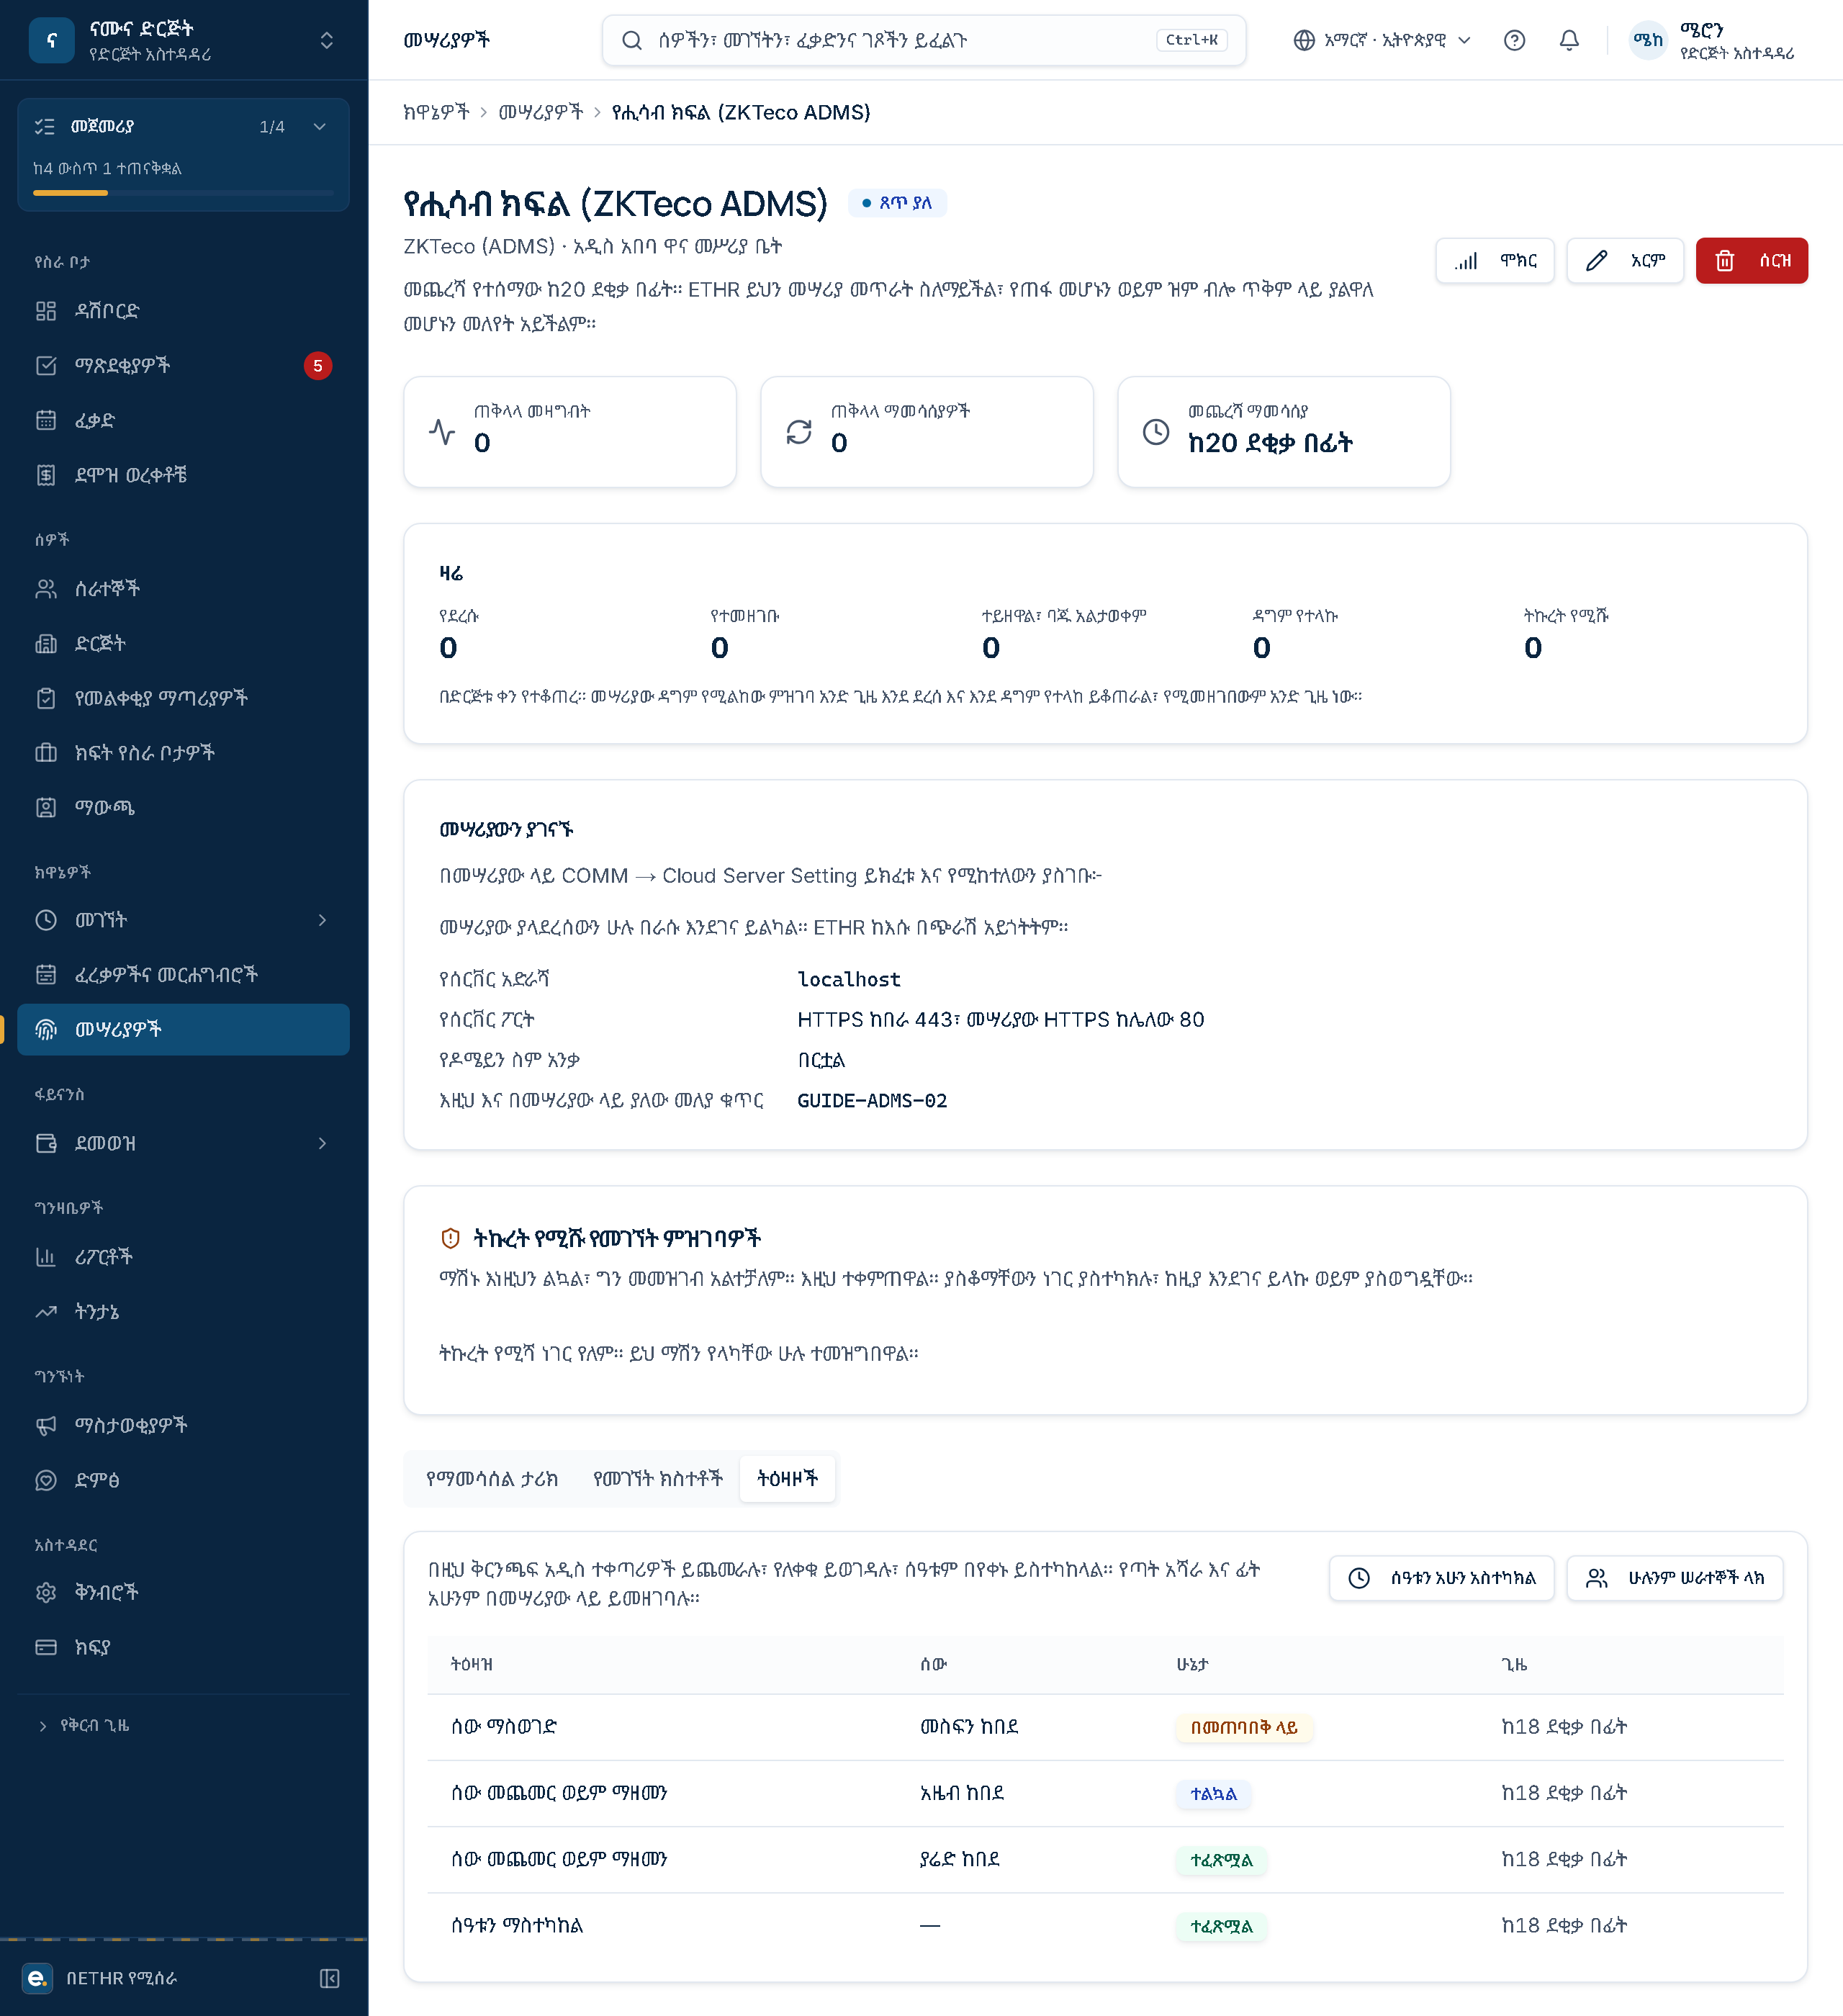 ና
ናሙና ድርጅት
የድርጅት አስተዳዳሪ
መጀመሪያ
1/4
ከ4 ውስጥ 1 ተጠናቅቋል
የስራ ቦታ
ዳሽቦርድ
ማጽደቂያዎች
5
ፈቃድ
ደሞዝ ወረቀቶቼ
ሰዎች
ሰራተኞች
ድርጅት
የመልቀቂያ ማጣሪያዎች
ክፍት የስራ ቦታዎች
ማውጫ
ክዋኔዎች
መገኘት
ፈረቃዎችና መርሐግብሮች
መሣሪያዎች
ፋይናንስ
ደመወዝ
ግንዛቤዎች
ሪፖርቶች
ትንታኔ
ግንኙነት
ማስታወቂያዎች
ድምፅ
አስተዳደር
ቅንብሮች
ክፍያ
የቅርብ ጊዜ
e.
በETHR የሚሰራ
መሣሪያዎች
ሰዎችን፣ መገኘትን፣ ፈቃድንና ገጾችን ይፈልጉ
Ctrl+K
አማርኛ · ኢትዮጵያዊ
ሜከ
ሜሮን
የድርጅት አስተዳዳሪ
ክዋኔዎች
መሣሪያዎች
የሒሳብ ክፍል (ZKTeco ADMS)
የሒሳብ ክፍል (ZKTeco ADMS)
ጸጥ ያለ
ZKTeco (ADMS) · አዲስ አበባ ዋና መሥሪያ ቤት
መጨረሻ የተሰማው ከ20 ደቂቃ በፊት። ETHR ይህን መሣሪያ መጥራት ስለማይችል፣ የጠፋ መሆኑን ወይም ዝም ብሎ ጥቅም ላይ ያልዋለ
መሆኑን መለየት አይችልም።
ሞክር
አርም
ሰርዝ
ጠቅላላ መዛግብት
0
ጠቅላላ ማመሳሰያዎች
0
መጨረሻ ማመሳሰያ
ከ20 ደቂቃ በፊት
ዛሬ
የደረሱ
0
የተመዘገቡ
0
ተይዘዋል፣ ባጁ አልታወቀም
0
ዳግም የተላኩ
0
ትኩረት የሚሹ
0
በድርጅቱ ቀን የተቆጠረ። መሣሪያው ዳግም የሚልከው ምዝገባ አንድ ጊዜ እንደ ደረሰ እና እንደ ዳግም የተላከ ይቆጠራል፣ የሚመዘገበውም አንድ ጊዜ ነው።
መሣሪያውን ያገናኙ
በመሣሪያው ላይ COMM → Cloud Server Setting ይክፈቱ እና የሚከተለውን ያስገቡ፦
መሣሪያው ያላደረሰውን ሁሉ በራሱ እንደገና ይልካል። ETHR ከእሱ በጭራሽ አይጎትትም።
የሰርቨር አድራሻ
localhost
የሰርቨር ፖርት
HTTPS ከበራ 443፣ መሣሪያው HTTPS ከሌለው 80
የዶሜይን ስም አንቃ
በርቷል
እዚህ እና በመሣሪያው ላይ ያለው መለያ ቁጥር
GUIDE-ADMS-02
ትኩረት የሚሹ የመገኘት ምዝገባዎች
ማሽኑ እነዚህን ልኳል፣ ግን መመዝገብ አልተቻለም። እዚህ ተቀምጠዋል። ያስቆማቸውን ነገር ያስተካክሉ፣ ከዚያ እንደገና ይላኩ ወይም ያስወግዷቸው።
ትኩረት የሚሻ ነገር የለም። ይህ ማሽን የላካቸው ሁሉ ተመዝግበዋል።
የማመሳሰል ታሪክ
የመገኘት ክስተቶች
ትዕዛዞች
በዚህ ቅርንጫፍ አዲስ ተቀጣሪዎች ይጨመራሉ፣ የለቀቁ ይወገዳሉ፣ ሰዓቱም በየቀኑ ይስተካከላል። የጣት አሻራ እና ፊት
አሁንም በመሣሪያው ላይ ይመዘገባሉ።
ሰዓቱን አሁን አስተካክል
ሁሉንም ሠራተኞች ላክ
ትዕዛዝ
ሰው
ሁኔታ
ጊዜ
ሰው ማስወገድ
መስፍን ከበደ
በመጠባበቅ ላይ
ከ18 ደቂቃ በፊት
ሰው መጨመር ወይም ማዘመን
አዜብ ከበደ
ተልኳል
ከ18 ደቂቃ በፊት
ሰው መጨመር ወይም ማዘመን
ያሬድ ከበደ
ተፈጽሟል
ከ18 ደቂቃ በፊት
ሰዓቱን ማስተካከል
—
ተፈጽሟል
ከ18 ደቂቃ በፊት